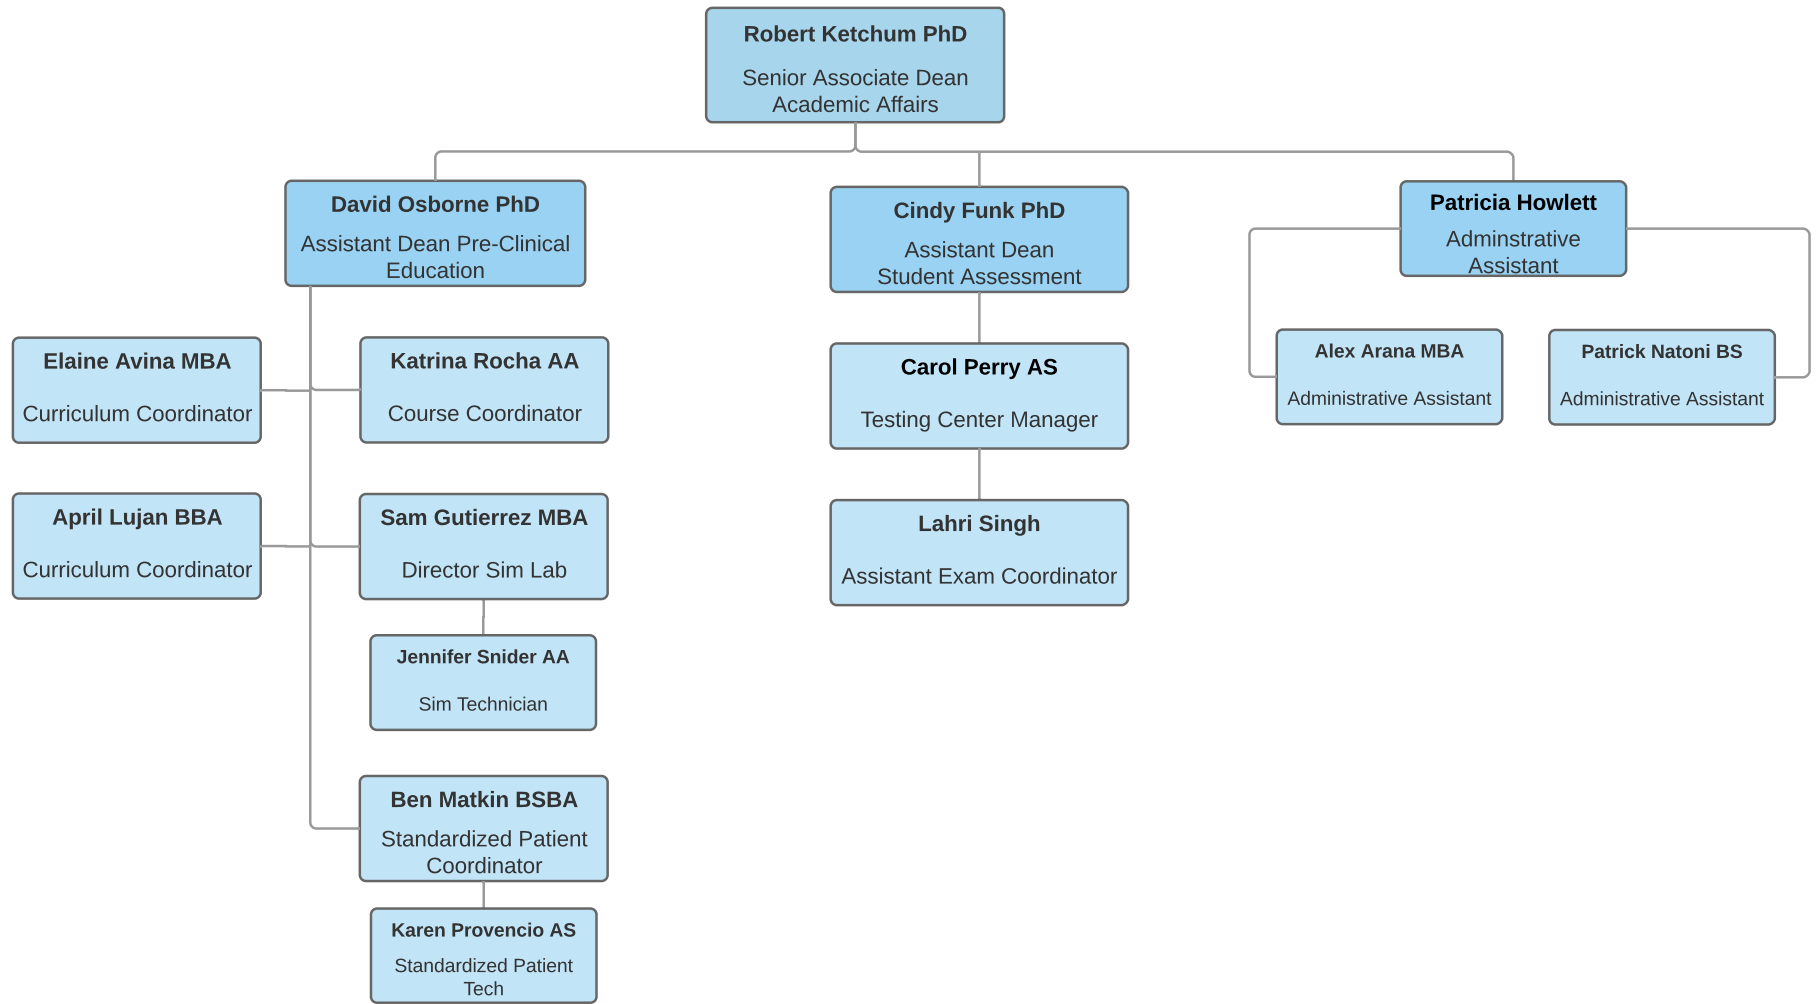 Robert Ketchum PhD
Senior Associate Dean
Academic Affairs
David Osborne PhD
Assistant Dean Pre-Clinical
Education
Cindy Funk PhD
Assistant Dean
Student Assessment
Patricia Howlett
Adminstrative
Assistant
Elaine Avina MBA
Curriculum Coordinator
Katrina Rocha AA
Course Coordinator
Carol Perry AS
Testing Center Manager
Alex Arana MBA
Administrative Assistant
Patrick Natoni BS
Administrative Assistant
April Lujan BBA
Curriculum Coordinator
Sam Gutierrez MBA
Director Sim Lab
Lahri Singh
Assistant Exam Coordinator
Jennifer Snider AA
Sim Technician
Ben Matkin BSBA
Standardized Patient
Coordinator
Karen Provencio AS
Standardized Patient
Tech